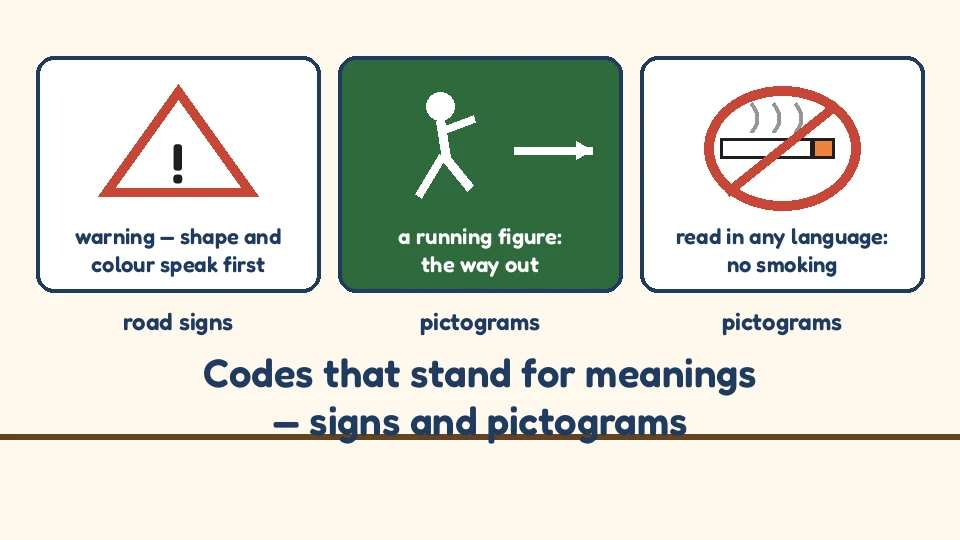 !
warning — shape and
colour speak first
a running figure:
the way out
read in any language:
no smoking
road signs
pictograms
pictograms
Codes that stand for meanings
— signs and pictograms